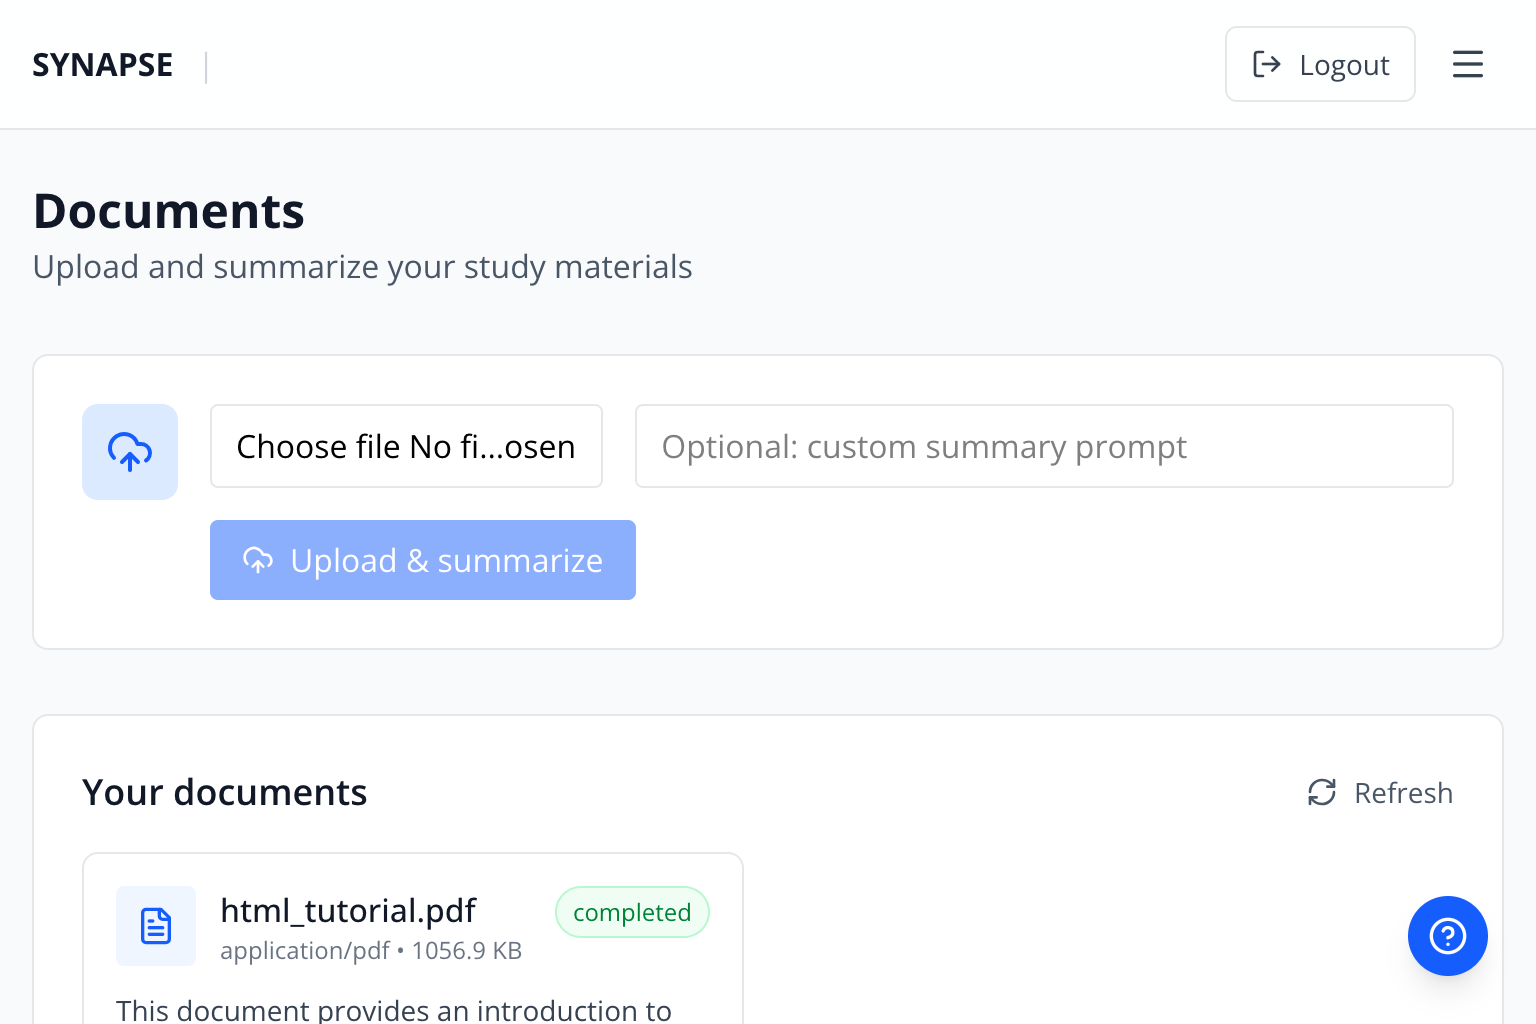 SYNAPSE
Logout
Documents
Upload and summarize your study materials
Choose file No fi...osen
Optional: custom summary prompt
Upload & summarize
Your documents
Refresh
html_tutorial.pdf
completed
application/pdf • 1056.9 KB
This document provides an introduction to